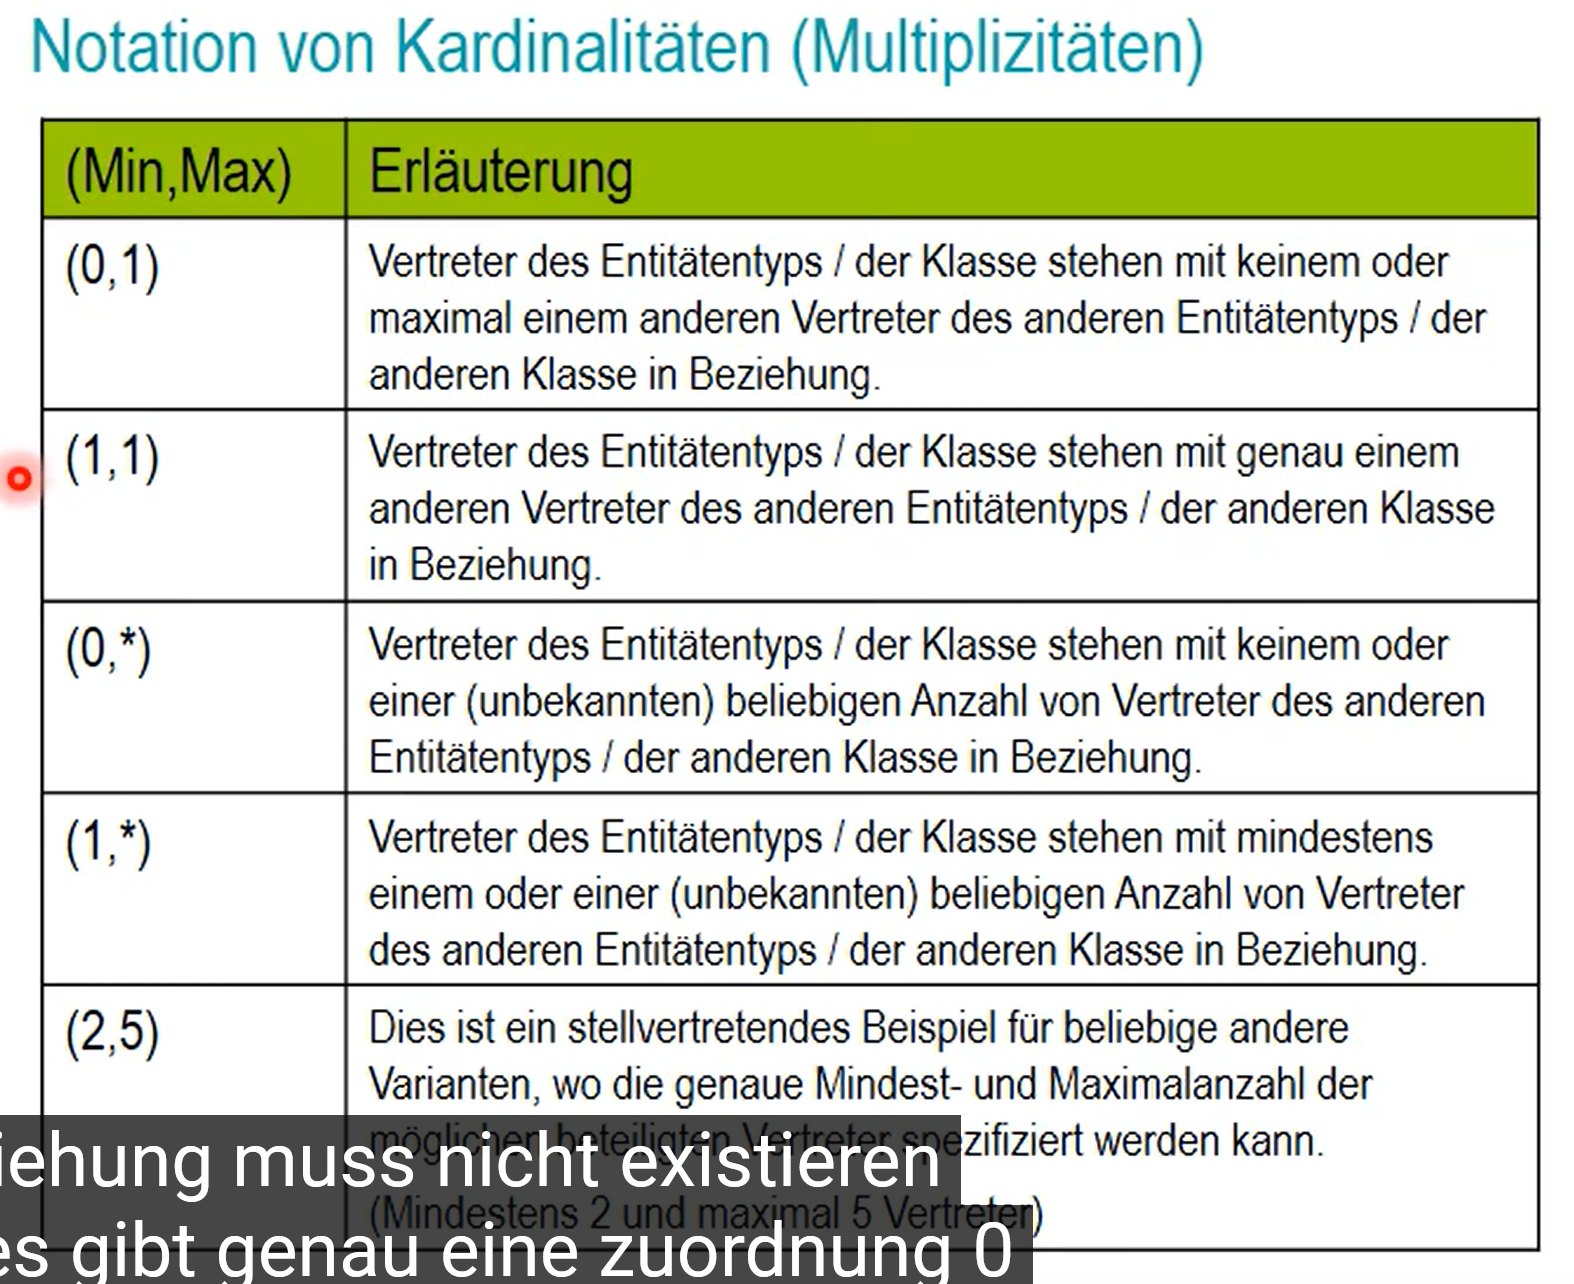 Notation von Kardinalitäten (Multiplizitäten)
(Min,Max) Erläuterung
(0,1) Vertreter des Entitätentyps / der Klasse stehen mit keinem oder
maximal einem anderen Vertreter des anderen Entitätentyps / der
anderen Klasse in Beziehung.
(1,1) Vertreter des Entitätentyps / der Klasse stehen mit genau einem
anderen Vertreter des anderen Entitätentyps / der anderen Klasse
in Beziehung.
(0,*) Vertreter des Entitätentyps / der Klasse stehen mit keinem oder
einer (unbekannten) beliebigen Anzahl von Vertreter des anderen
Entitätentyps / der anderen Klasse in Beziehung.
(1,*) Vertreter des Entitätentyps / der Klasse stehen mit mindestens
einem oder einer (unbekannten) beliebigen Anzahl von Vertreter
des anderen Entitätentyps / der anderen Klasse in Beziehung.
(2,5) Dies ist ein stellvertretendes Beispiel für beliebige andere
Varianten, wo die genaue Mindest- und Maximalanzahl der
möglichen beteiligten Vertreter spezifiziert werden kann.
(Mindestens 2 und maximal 5 Vertreter)
iehung muss nicht existieren
es gibt genau eine zuordnung 0